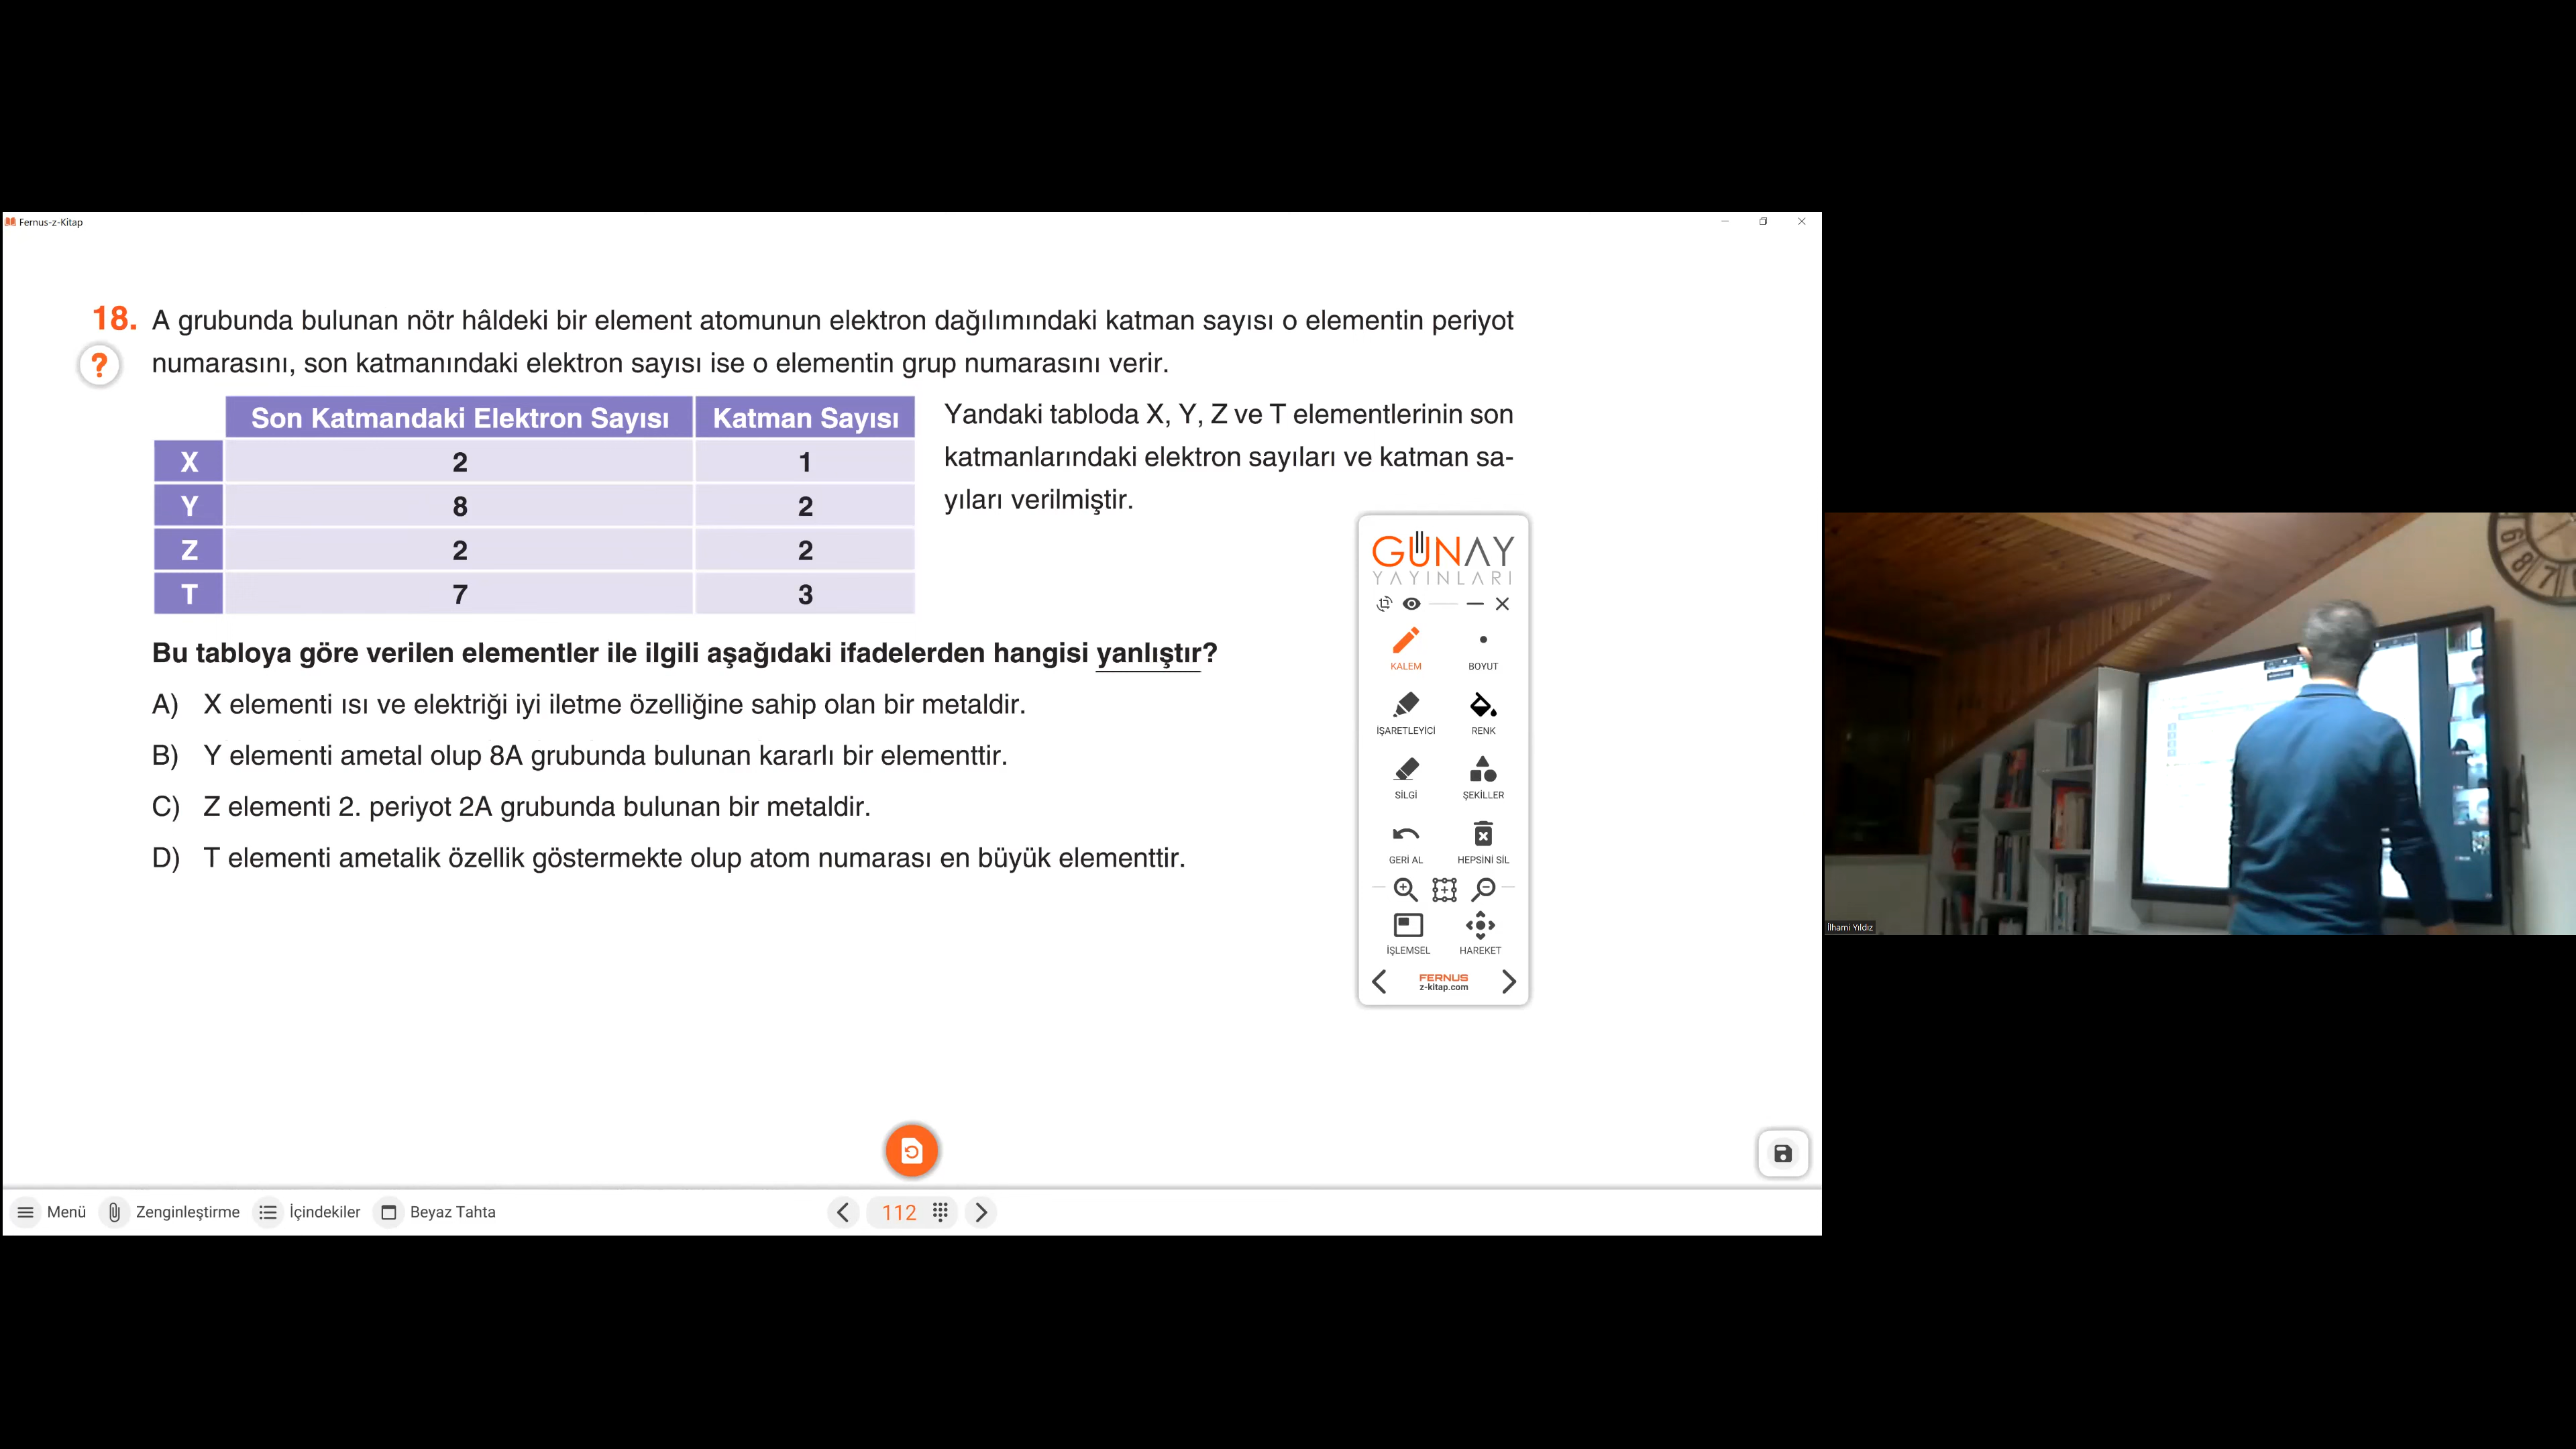 Fernus-z-Kitap
18. A grubunda bulunan nötr hâldeki bir element atomunun elektron dağılımındaki katman sayısı o elementin periyot
? numarasını, son katmanındaki elektron sayısı ise o elementin grup numarasını verir.
Son Katmandaki Elektron Sayısı Katman Sayısı
X 2 1
Y 8 2
Z 2 2
T 7 3
Yandaki tabloda X, Y, Z ve T elementlerinin son
katmanlarındaki elektron sayıları ve katman sa-
yıları verilmiştir.
Bu tabloya göre verilen elementler ile ilgili aşağıdaki ifadelerden hangisi yanlıştır?
A) X elementi ısı ve elektriği iyi iletme özelliğine sahip olan bir metaldir.
B) Y elementi ametal olup 8A grubunda bulunan kararlı bir elementtir.
C) Z elementi 2. periyot 2A grubunda bulunan bir metaldir.
D) T elementi ametalik özellik göstermekte olup atom numarası en büyük elementtir.
GÜNAY
YAYINLARI
KALEM BOYUT
İŞARETLEYİCİ RENK
SİLGİ ŞEKİLLER
GERİ AL HEPSİNİ SİL
İŞLEMSEL HAREKET
FERNUS
z-kitap.com
Menü Zenginleştirme İçindekiler Beyaz Tahta 112
İlhami Yıldız
6 8 7